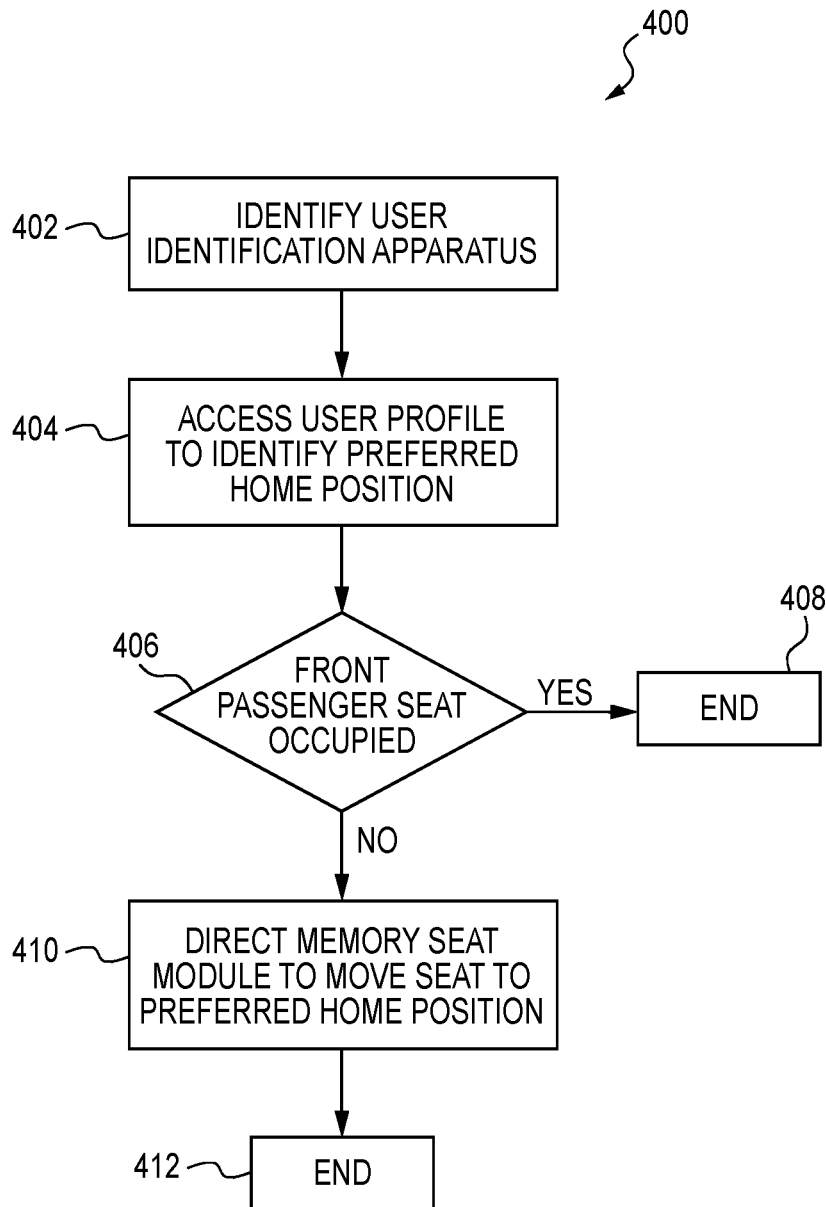 400
402
IDENTIFY USER
IDENTIFICATION APPARATUS
404
ACCESS USER PROFILE
TO IDENTIFY PREFERRED
HOME POSITION
406
FRONT
PASSENGER SEAT
OCCUPIED
YES
408
END
NO
410
DIRECT MEMORY SEAT
MODULE TO MOVE SEAT TO
PREFERRED HOME POSITION
412
END